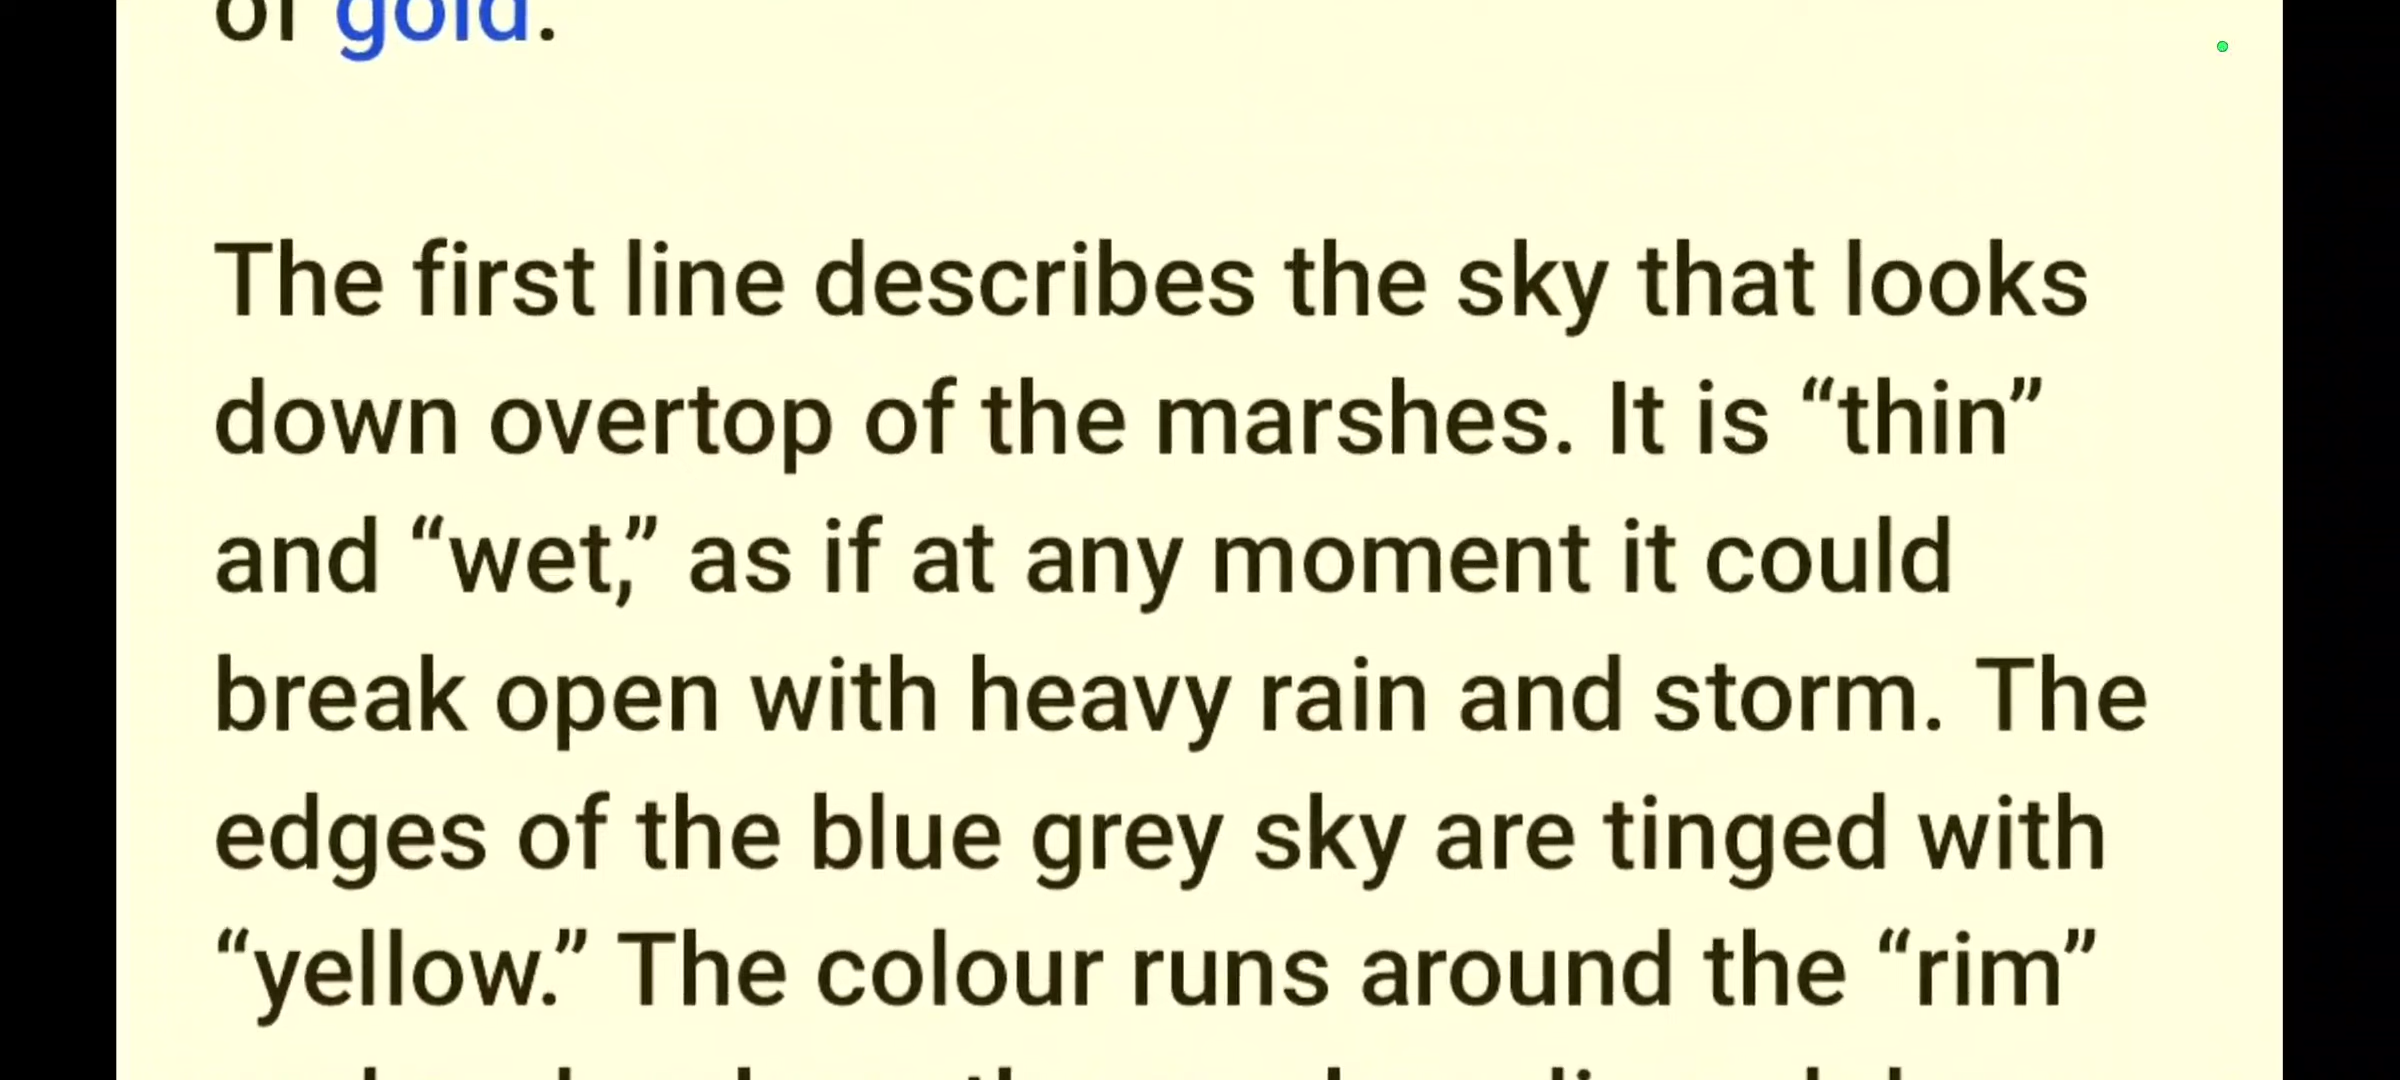 of gold.
The first line describes the sky that looks
down overtop of the marshes. It is “thin”
and “wet,” as if at any moment it could
break open with heavy rain and storm. The
edges of the blue grey sky are tinged with
“yellow.” The colour runs around the “rim”